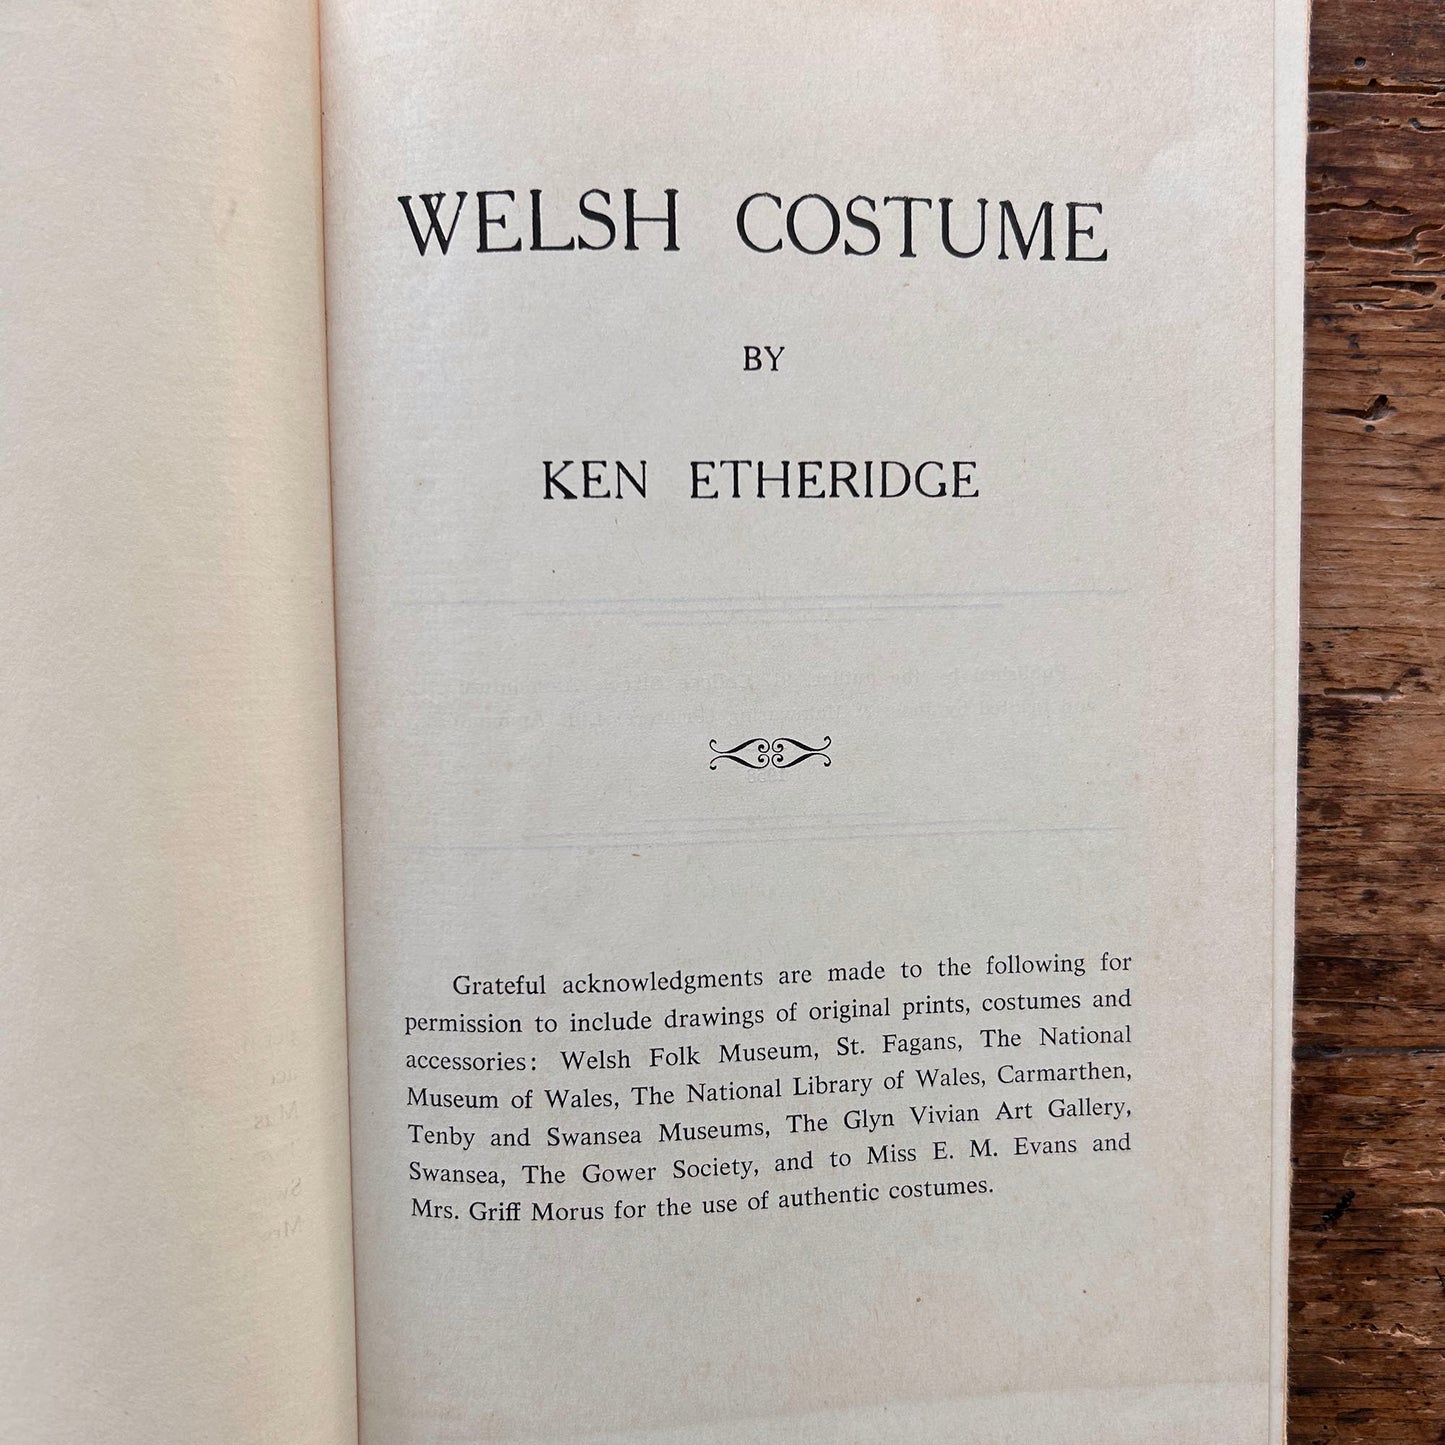 WELSH COSTUME
BY
KEN ETHERIDGE
Grateful acknowledgments are made to the following for
permission to include drawings of original prints, costumes and
accessories: Welsh Folk Museum, St. Fagans, The National
Museum of Wales, The National Library of Wales, Carmarthen,
Tenby and Swansea Museums, The Glyn Vivian Art Gallery,
Swansea, The Gower Society, and to Miss E. M. Evans and
Mrs. Griff Morus for the use of authentic costumes.